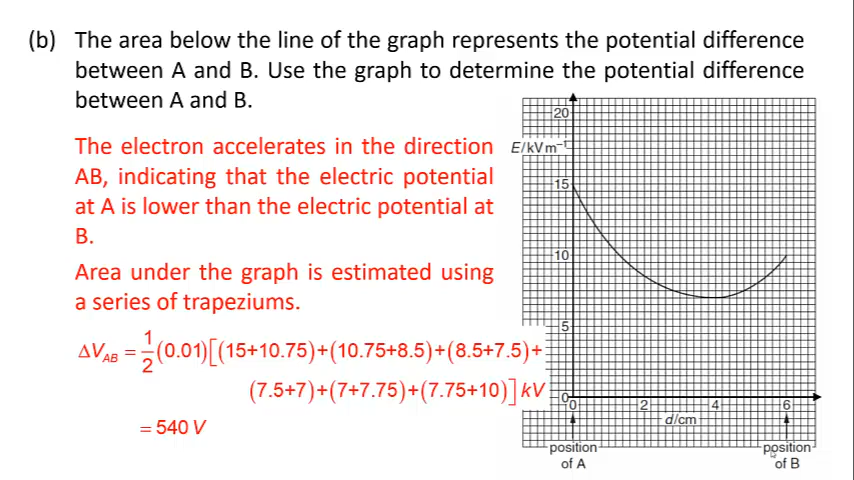 (b) The area below the line of the graph represents the potential difference
between A and B. Use the graph to determine the potential difference
between A and B.
The electron accelerates in the direction
AB, indicating that the electric potential
at A is lower than the electric potential at
B.
Area under the graph is estimated using
a series of trapeziums.
ΔV_AB = 1/2 (0.01)[(15+10.75)+(10.75+8.5)+(8.5+7.5)+
(7.5+7)+(7+7.75)+(7.75+10)] kV
= 540 V
20
E/kV m⁻¹
15
10
5
0
0 2 4 6
d/cm
position of A
position of B